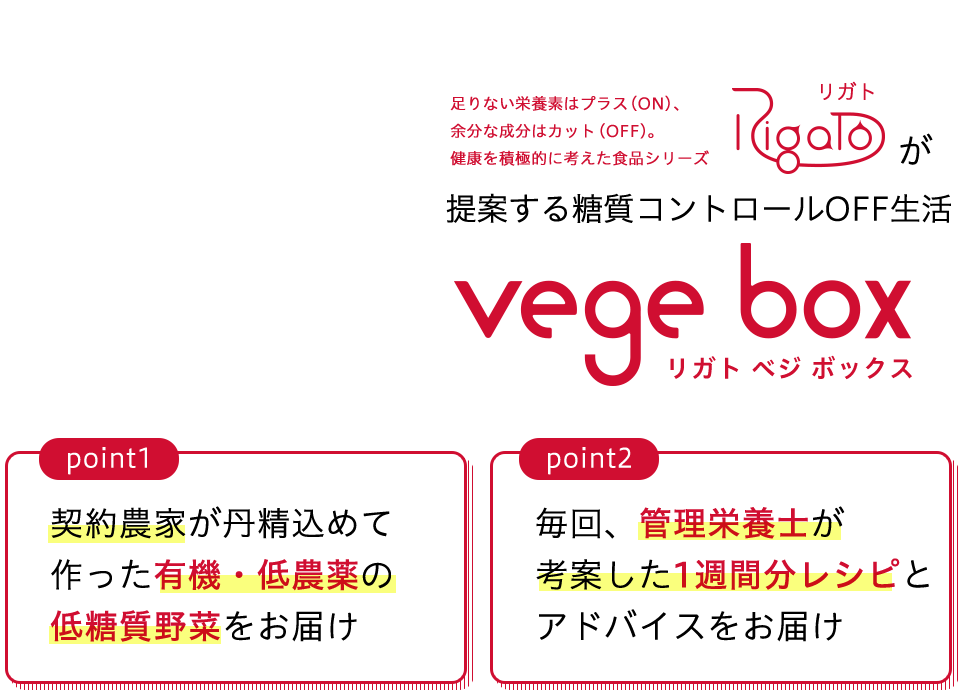 足りない栄養素はプラス（ON）、
余分な成分はカット（OFF）。
健康を積極的に考えた食品シリーズ
リガト
Rigato
が
提案する糖質コントロールOFF生活
vege box
リガト ベジ ボックス
point1
契約農家が丹精込めて
作った有機・低農薬の
低糖質野菜をお届け
point2
毎回、管理栄養士が
考案した1週間分レシピと
アドバイスをお届け